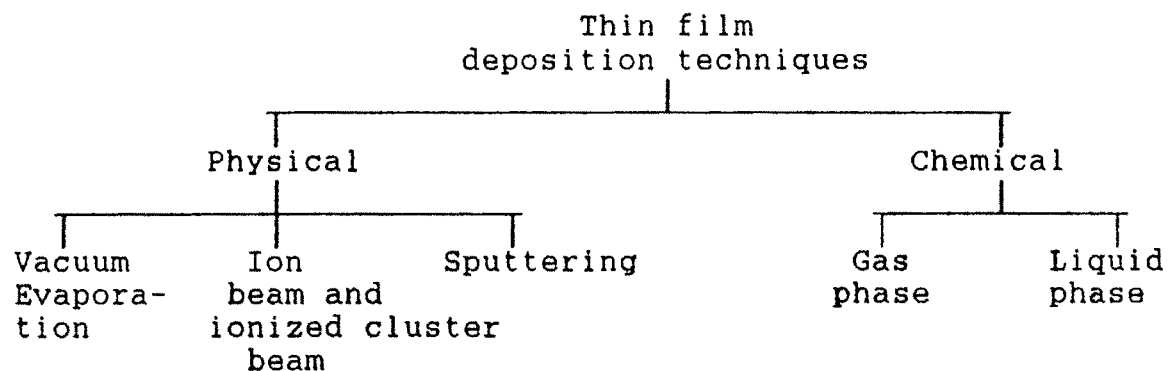 Thin film
deposition techniques
Physical
Chemical
Vacuum
Evapora-
tion
Ion
beam and
ionized cluster
beam
Sputtering
Gas
phase
Liquid
phase